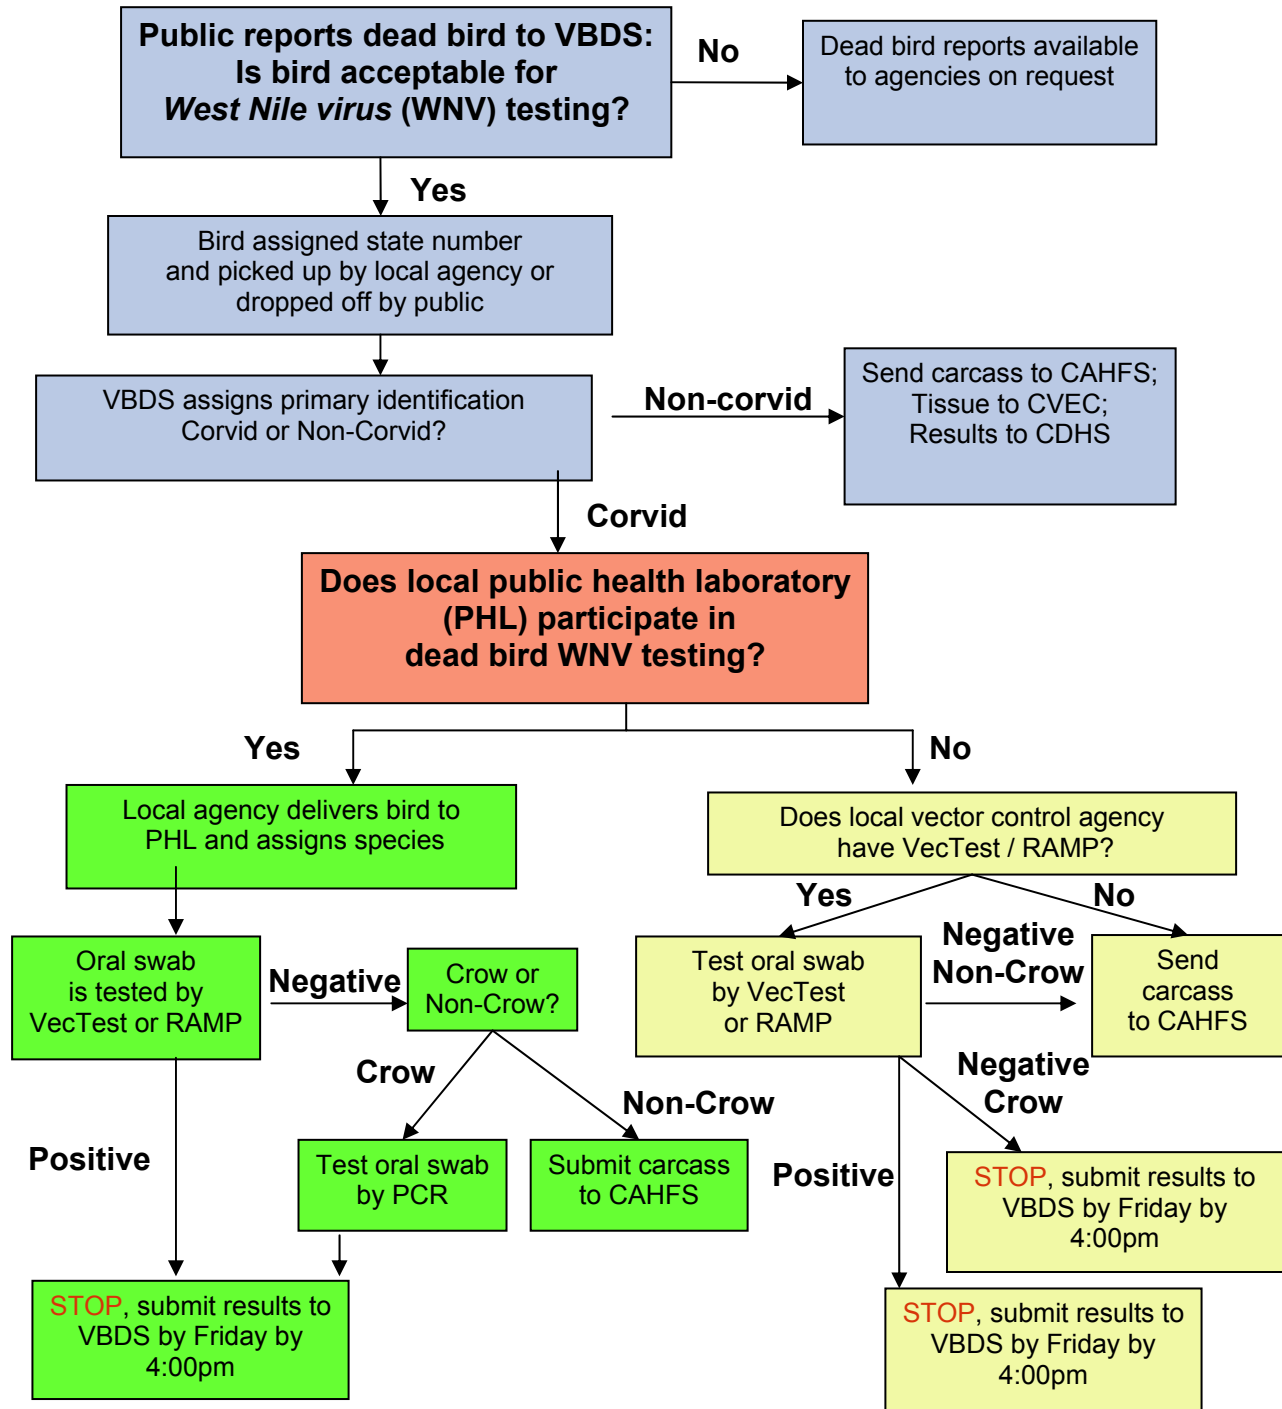 Public reports dead bird to VBDS:
Is bird acceptable for
West Nile virus (WNV) testing?
No
Dead bird reports available
to agencies on request
Yes
Bird assigned state number
and picked up by local agency or
dropped off by public
VBDS assigns primary identification
Corvid or Non-Corvid?
Non-corvid
Send carcass to CAHFS;
Tissue to CVEC;
Results to CDHS
Corvid
Does local public health laboratory
(PHL) participate in
dead bird WNV testing?
Yes
No
Local agency delivers bird to
PHL and assigns species
Does local vector control agency
have VecTest / RAMP?
Yes
No
Oral swab
is tested by
VecTest or RAMP
Negative
Crow or
Non-Crow?
Test oral swab
by VecTest
or RAMP
Negative
Non-Crow
Send
carcass
to CAHFS
Crow
Non-Crow
Negative
Crow
Positive
Test oral swab
by PCR
Submit carcass
to CAHFS
Positive
STOP, submit results to
VBDS by Friday by
4:00pm
STOP, submit results to
VBDS by Friday by
4:00pm
STOP, submit results to
VBDS by Friday by
4:00pm